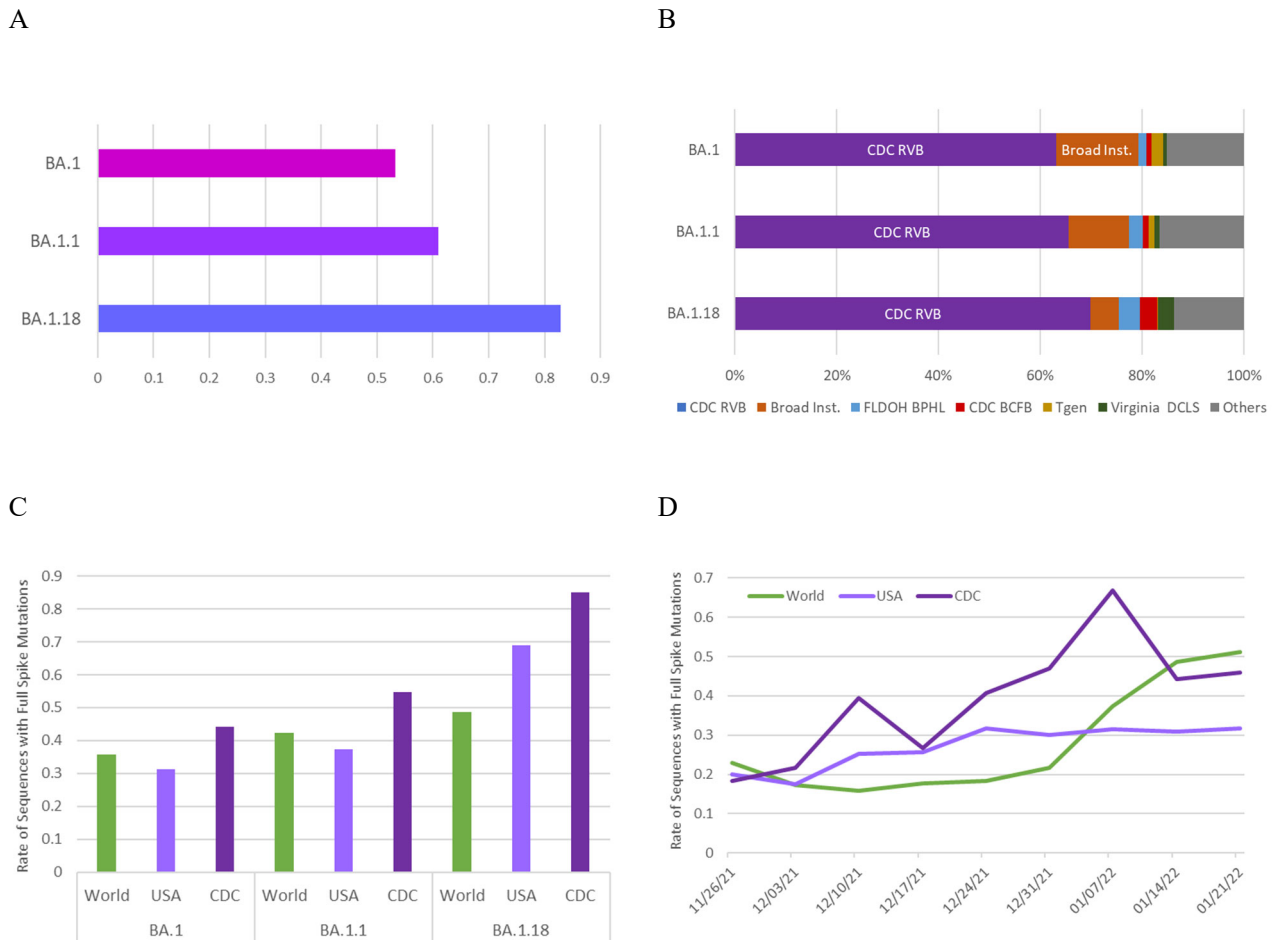 A
BA.1
BA.1.1
BA.1.18
0 0.1 0.2 0.3 0.4 0.5 0.6 0.7 0.8 0.9
B
BA.1 CDC RVB Broad Inst.
BA.1.1 CDC RVB
BA.1.18 CDC RVB
0% 20% 40% 60% 80% 100%
CDC RVB Broad Inst. FLDOH BPHL CDC BCFB Tgen Virginia DCLS Others
C
Rate of Sequences with Full Spike Mutations
0.9
0.8
0.7
0.6
0.5
0.4
0.3
0.2
0.1
0
World USA CDC World USA CDC World USA CDC
BA.1 BA.1.1 BA.1.18
D
Rate of Sequences with Full Spike Mutations
World USA CDC
0.7
0.6
0.5
0.4
0.3
0.2
0.1
0
11/26/21 12/03/21 12/10/21 12/17/21 12/24/21 12/31/21 01/07/22 01/14/22 01/21/22